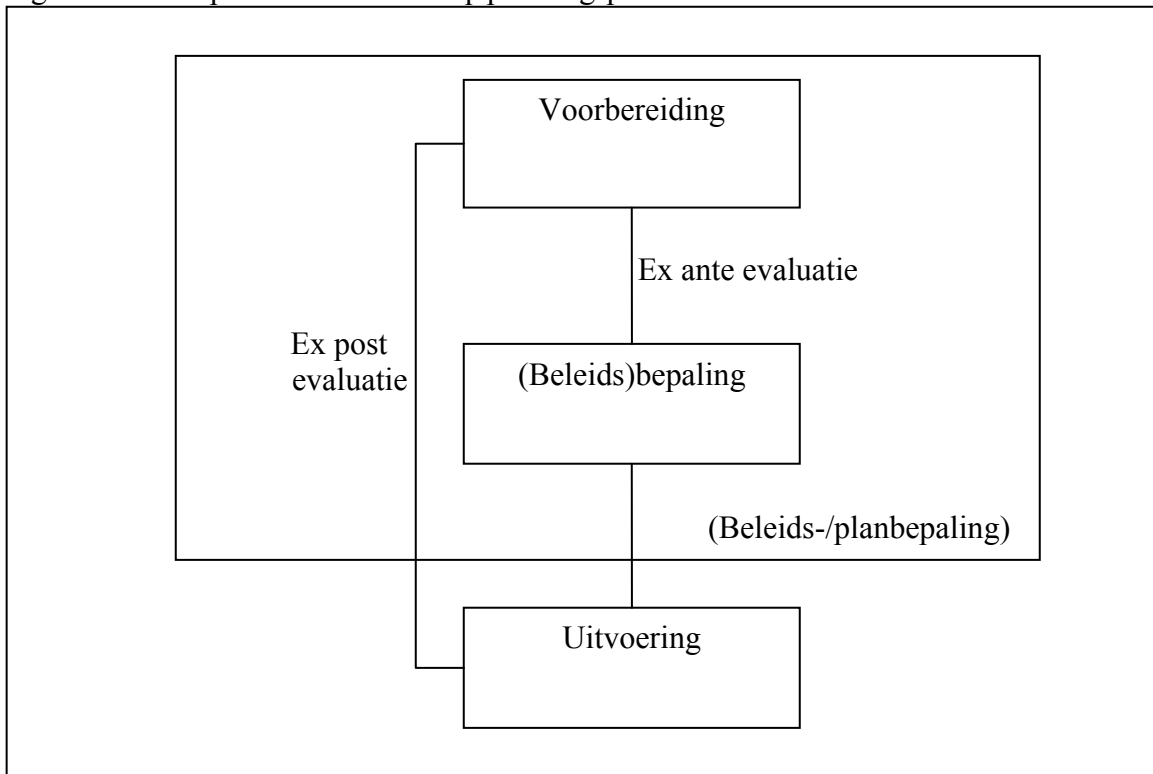 Voorbereiding
Ex ante evaluatie
Ex post
evaluatie
(Beleids)bepaling
(Beleids-/planbepaling)
Uitvoering